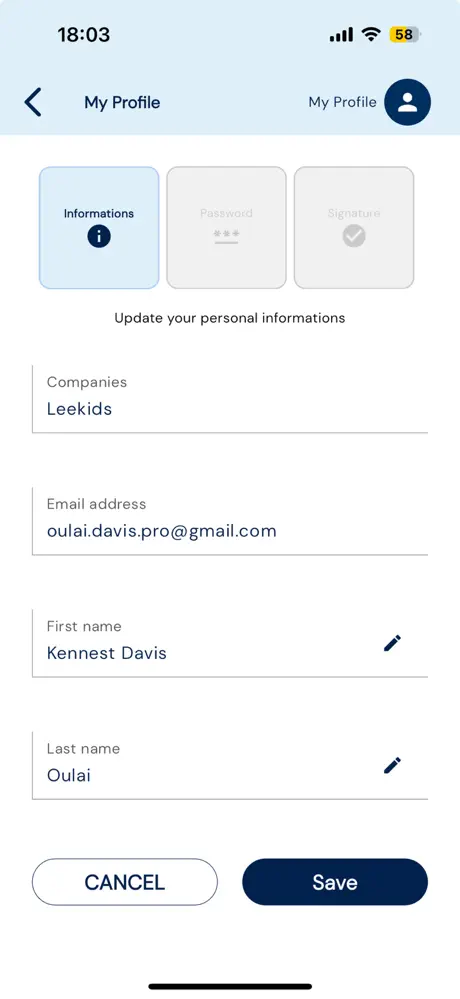 18:03
58
My Profile
My Profile
Informations
Password
Signature
***
Update your personal informations
Companies
Leekids
Email address
oulai.davis.pro@gmail.com
First name
Kennest Davis
Last name
Oulai
CANCEL
Save